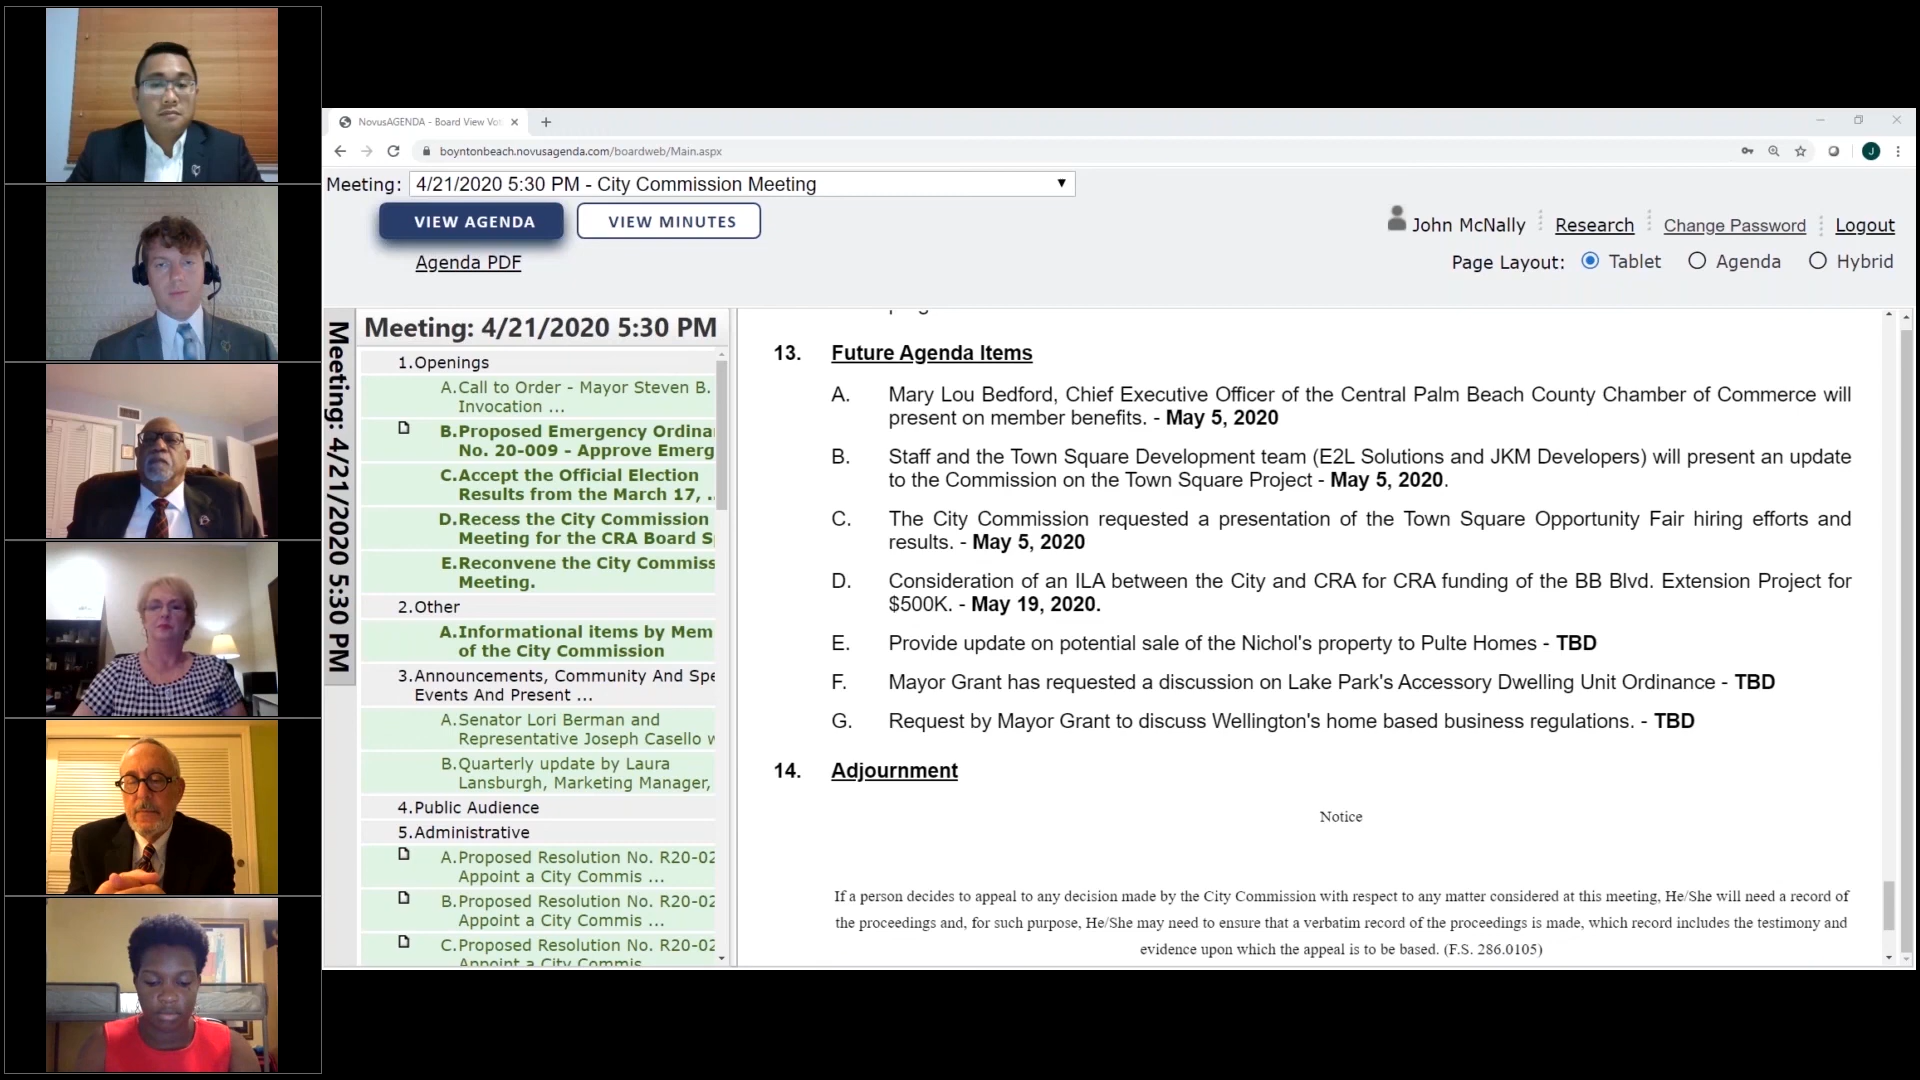 NovusAGENDA - Board View Vot
boyntonbeach.novusagenda.com/boardweb/Main.aspx
J
Meeting: 4/21/2020 5:30 PM - City Commission Meeting
VIEW AGENDA VIEW MINUTES
John McNally Research Change Password Logout
Agenda PDF
Page Layout: Tablet Agenda Hybrid
Meeting: 4/21/2020 5:30 PM
Meeting: 4/21/2020 5:30 PM
1.Openings
A.Call to Order - Mayor Steven B.
Invocation ...
B.Proposed Emergency Ordina
No. 20-009 - Approve Emerg
C.Accept the Official Election
Results from the March 17, ..
D.Recess the City Commission
Meeting for the CRA Board S
E.Reconvene the City Commiss
Meeting.
2.Other
A.Informational items by Mem
of the City Commission
3.Announcements, Community And Spe
Events And Present ...
A.Senator Lori Berman and
Representative Joseph Casello w
B.Quarterly update by Laura
Lansburgh, Marketing Manager,
4.Public Audience
5.Administrative
A.Proposed Resolution No. R20-02
Appoint a City Commis ...
B.Proposed Resolution No. R20-02
Appoint a City Commis ...
C.Proposed Resolution No. R20-02
Appoint a City Commis
13. Future Agenda Items
A. Mary Lou Bedford, Chief Executive Officer of the Central Palm Beach County Chamber of Commerce will
present on member benefits. - May 5, 2020
B. Staff and the Town Square Development team (E2L Solutions and JKM Developers) will present an update
to the Commission on the Town Square Project - May 5, 2020.
C. The City Commission requested a presentation of the Town Square Opportunity Fair hiring efforts and
results. - May 5, 2020
D. Consideration of an ILA between the City and CRA for CRA funding of the BB Blvd. Extension Project for
$500K. - May 19, 2020.
E. Provide update on potential sale of the Nichol's property to Pulte Homes - TBD
F. Mayor Grant has requested a discussion on Lake Park's Accessory Dwelling Unit Ordinance - TBD
G. Request by Mayor Grant to discuss Wellington's home based business regulations. - TBD
14. Adjournment
Notice
If a person decides to appeal to any decision made by the City Commission with respect to any matter considered at this meeting, He/She will need a record of
the proceedings and, for such purpose, He/She may need to ensure that a verbatim record of the proceedings is made, which record includes the testimony and
evidence upon which the appeal is to be based. (F.S. 286.0105)